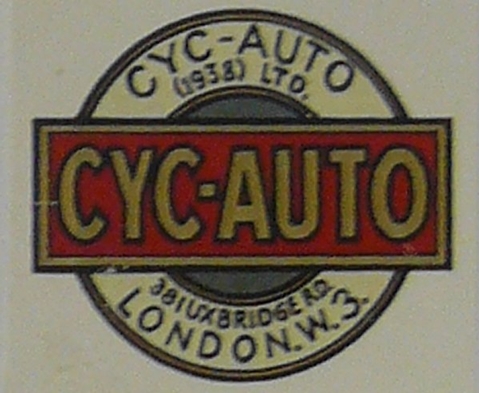 CYC-AUTO
(1938) LTD.
CYC-AUTO
381 UXBRIDGE RD.
LONDON.W.3.